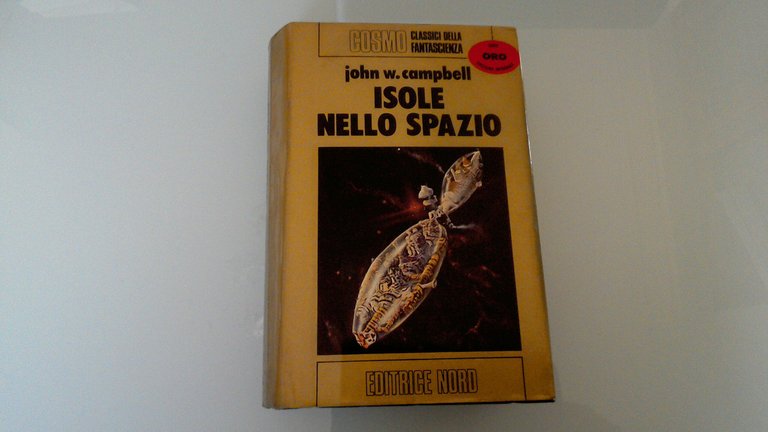 COSMO CLASSICI DELLA
FANTASCIENZA
ORO
john w. campbell
ISOLE
NELLO SPAZIO
EDITRICE NORD